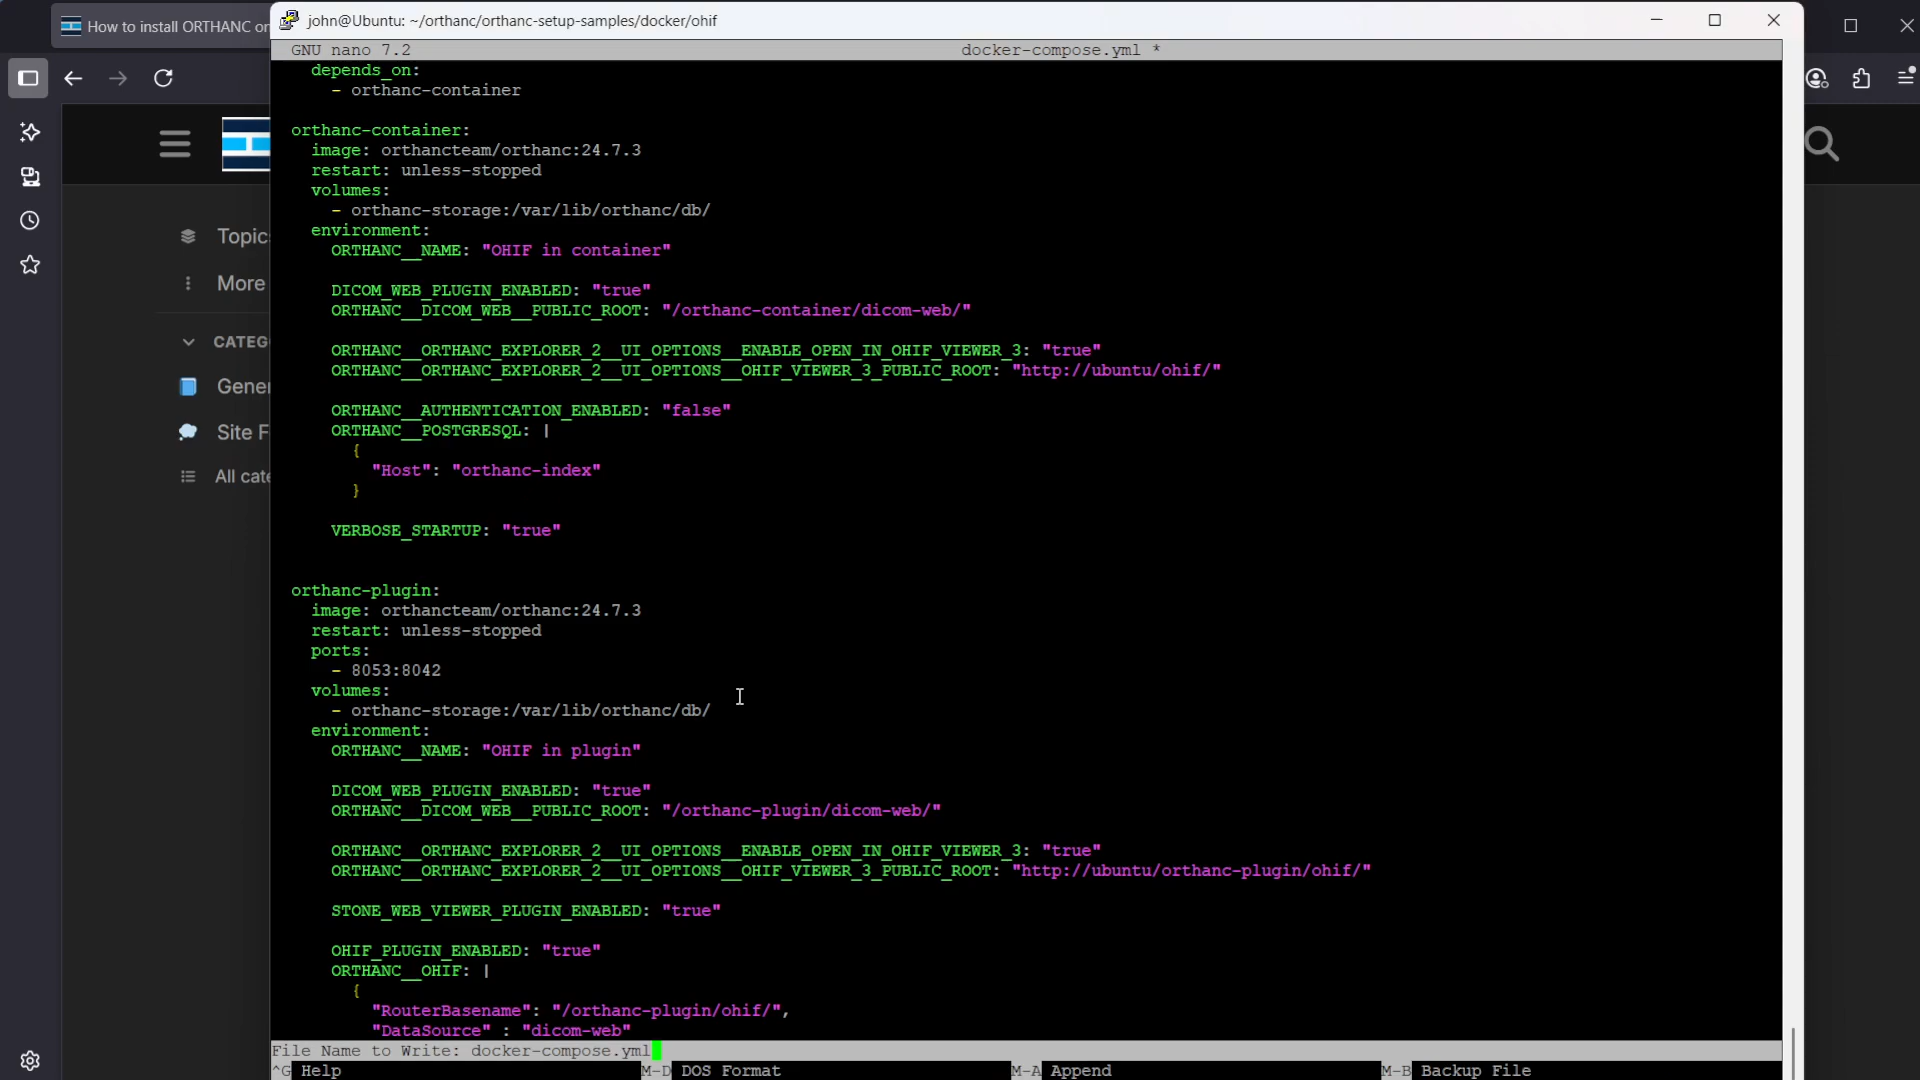 How to install ORTHANC on
john@Ubuntu: ~/orthanc/orthanc-setup-samples/docker/ohif
GNU nano 7.2 docker-compose.yml *
depends_on:
- orthanc-container
orthanc-container:
image: orthancteam/orthanc:24.7.3
restart: unless-stopped
volumes:
- orthanc-storage:/var/lib/orthanc/db/
environment:
ORTHANC__NAME: "OHIF in container"
DICOM_WEB_PLUGIN_ENABLED: "true"
ORTHANC__DICOM_WEB__PUBLIC_ROOT: "/orthanc-container/dicom-web/"
ORTHANC__ORTHANC_EXPLORER_2__UI_OPTIONS__ENABLE_OPEN_IN_OHIF_VIEWER_3: "true"
ORTHANC__ORTHANC_EXPLORER_2__UI_OPTIONS__OHIF_VIEWER_3_PUBLIC_ROOT: "http://ubuntu/ohif/"
ORTHANC__AUTHENTICATION_ENABLED: "false"
ORTHANC__POSTGRESQL: |
{
"Host": "orthanc-index"
}
VERBOSE_STARTUP: "true"
orthanc-plugin:
image: orthancteam/orthanc:24.7.3
restart: unless-stopped
ports:
- 8053:8042
volumes:
- orthanc-storage:/var/lib/orthanc/db/
environment:
ORTHANC__NAME: "OHIF in plugin"
DICOM_WEB_PLUGIN_ENABLED: "true"
ORTHANC__DICOM_WEB__PUBLIC_ROOT: "/orthanc-plugin/dicom-web/"
ORTHANC__ORTHANC_EXPLORER_2__UI_OPTIONS__ENABLE_OPEN_IN_OHIF_VIEWER_3: "true"
ORTHANC__ORTHANC_EXPLORER_2__UI_OPTIONS__OHIF_VIEWER_3_PUBLIC_ROOT: "http://ubuntu/orthanc-plugin/ohif/"
STONE_WEB_VIEWER_PLUGIN_ENABLED: "true"
OHIF_PLUGIN_ENABLED: "true"
ORTHANC__OHIF: |
{
"RouterBasename": "/orthanc-plugin/ohif/",
"DataSource" : "dicom-web"
File Name to Write: docker-compose.yml
^G Help M-D DOS Format M-A Append M-B Backup File
Topic
More
CATEG
Gener
Site F
All cate